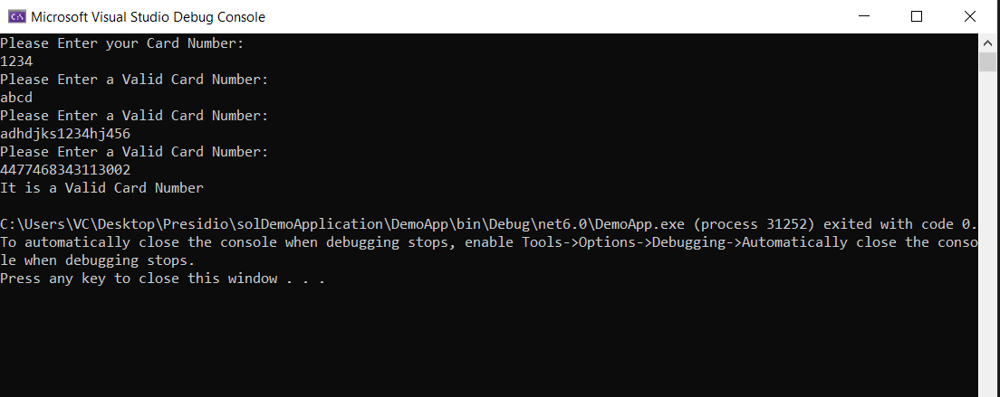 Microsoft Visual Studio Debug Console
Please Enter your Card Number:
1234
Please Enter a Valid Card Number:
abcd
Please Enter a Valid Card Number:
adhdjks1234hj456
Please Enter a Valid Card Number:
4477468343113002
It is a Valid Card Number
C:\Users\VC\Desktop\Presidio\solDemoApplication\DemoApp\bin\Debug\net6.0\DemoApp.exe (process 31252) exited with code 0.
To automatically close the console when debugging stops, enable Tools->Options->Debugging->Automatically close the conso
le when debugging stops.
Press any key to close this window . . .